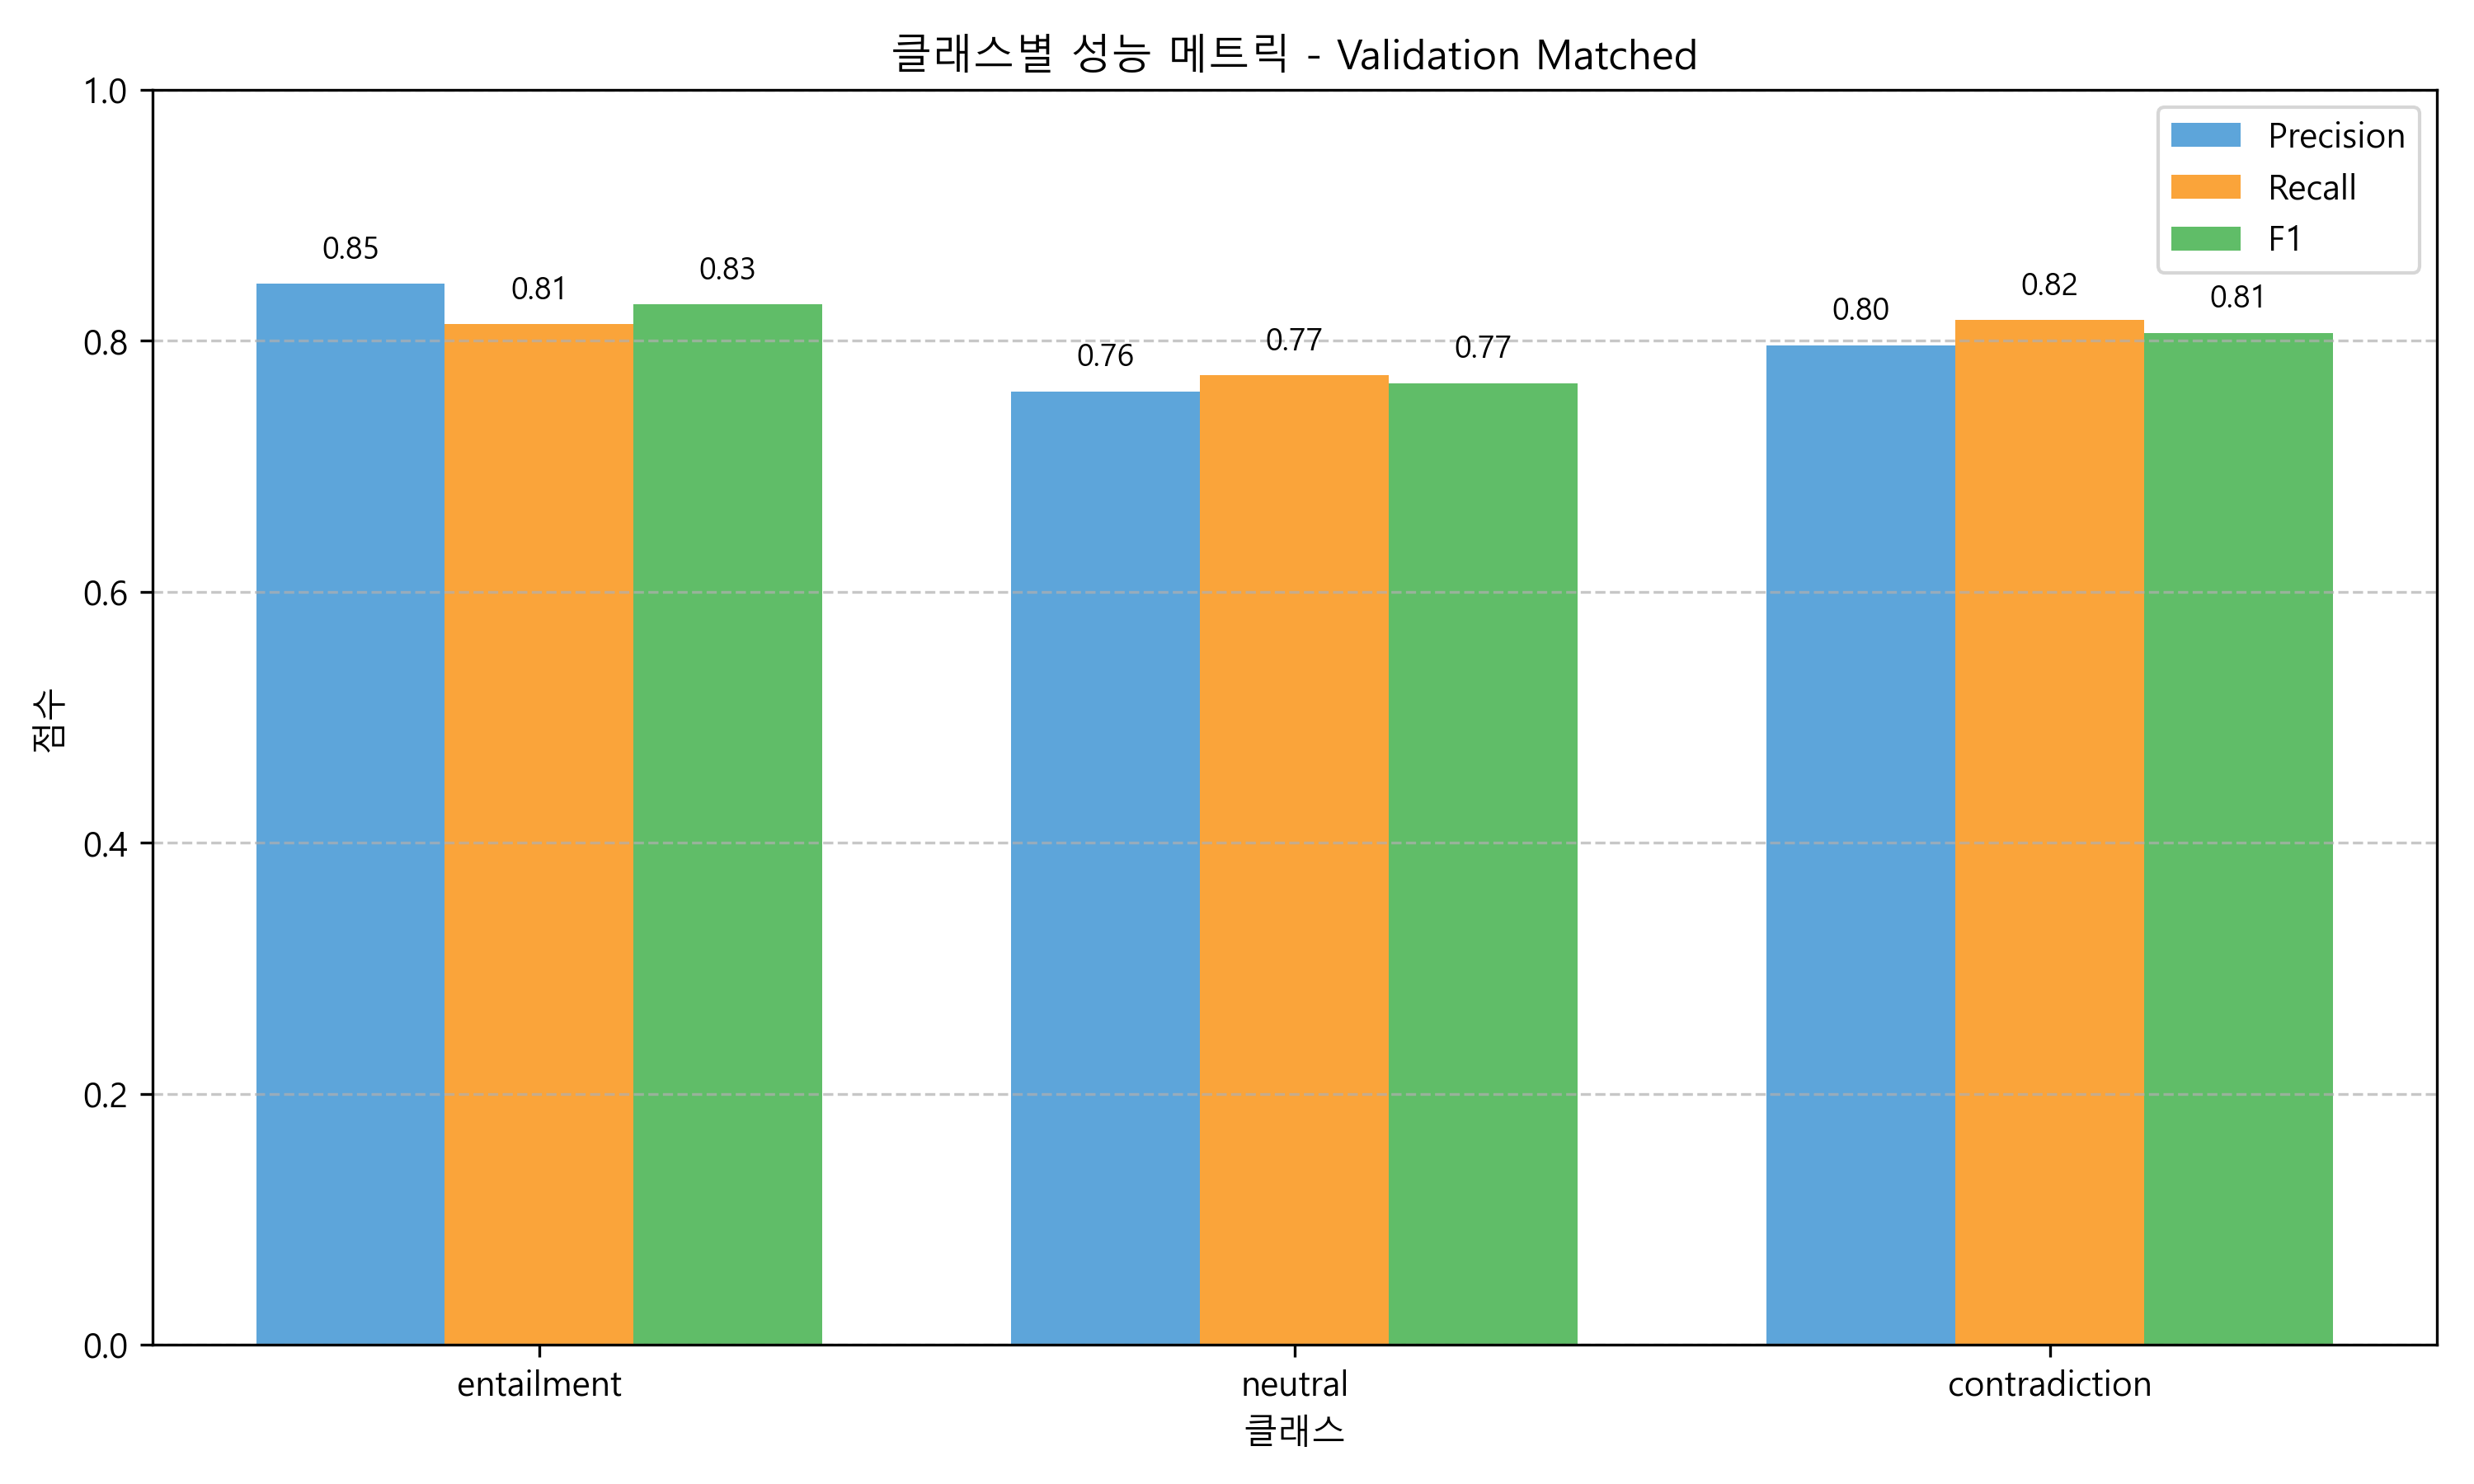 클래스별 성능 메트릭 - Validation Matched
Precision
Recall
F1
점수
1.0
0.8
0.6
0.4
0.2
0.0
0.85
0.81
0.83
0.76
0.77
0.77
0.80
0.82
0.81
entailment
neutral
contradiction
클래스